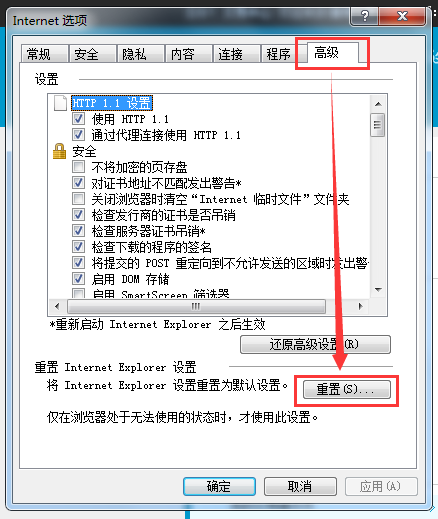 Internet 选项
常规 安全 隐私 内容 连接 程序 高级
设置
HTTP 1.1 设置
使用 HTTP 1.1
通过代理连接使用 HTTP 1.1
安全
不将加密的页存盘
对证书地址不匹配发出警告*
关闭浏览器时清空“Internet 临时文件”文件夹
检查发行商的证书是否吊销
检查服务器证书吊销*
检查下载的程序的签名
将提交的 POST 重定向到不允许发送的区域时发出警
启用 DOM 存储
启用 SmartScreen 筛选器
*重新启动 Internet Explorer 之后生效
还原高级设置(R)
重置 Internet Explorer 设置
将 Internet Explorer 设置重置为默认设置。
重置(S)...
仅在浏览器处于无法使用的状态时，才使用此设置。
确定 取消 应用(A)